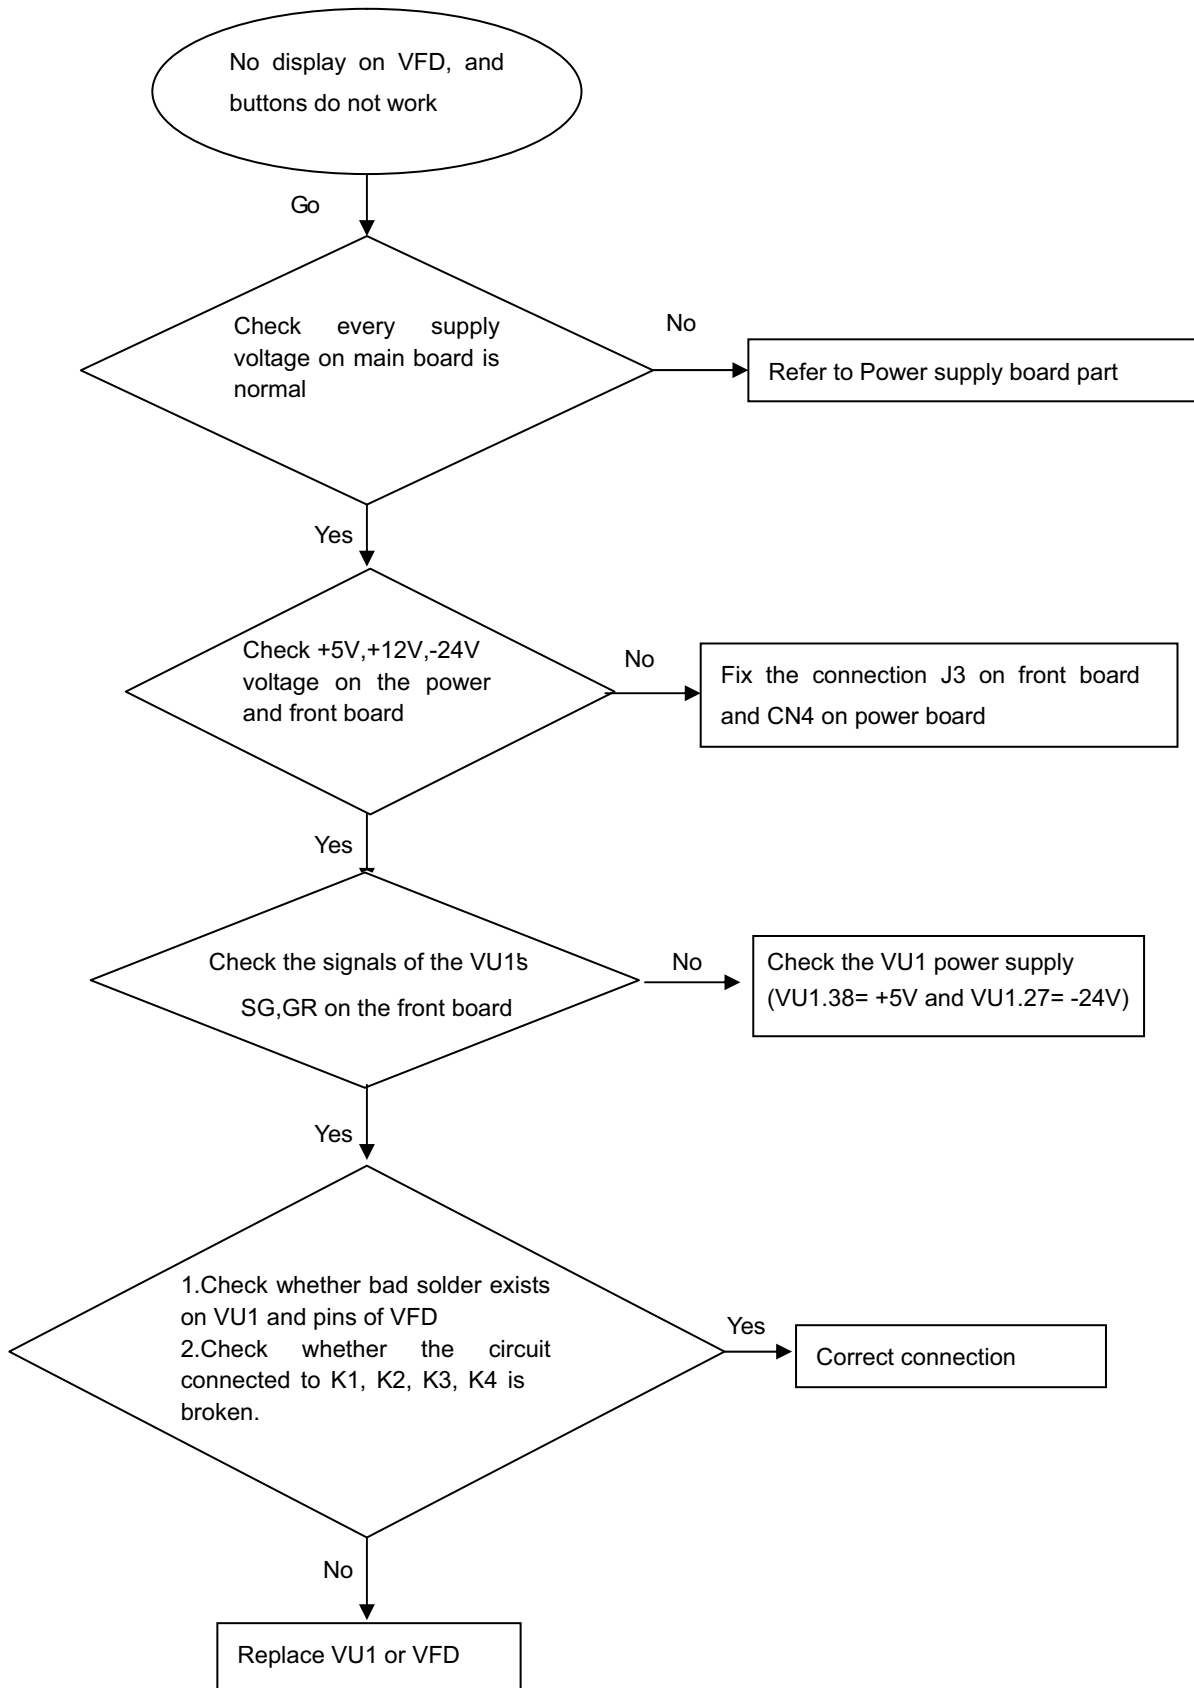 No display on VFD, and
buttons do not work
Go
Check every supply
voltage on main board is
normal
No
Refer to Power supply board part
Yes
Check +5V,+12V,-24V
voltage on the power
and front board
No
Fix the connection J3 on front board
and CN4 on power board
Yes
Check the signals of the VU1's
SG,GR on the front board
No
Check the VU1 power supply
(VU1.38= +5V and VU1.27= -24V)
Yes
1.Check whether bad solder exists
on VU1 and pins of VFD
2.Check whether the circuit
connected to K1, K2, K3, K4 is
broken.
Yes
Correct connection
No
Replace VU1 or VFD